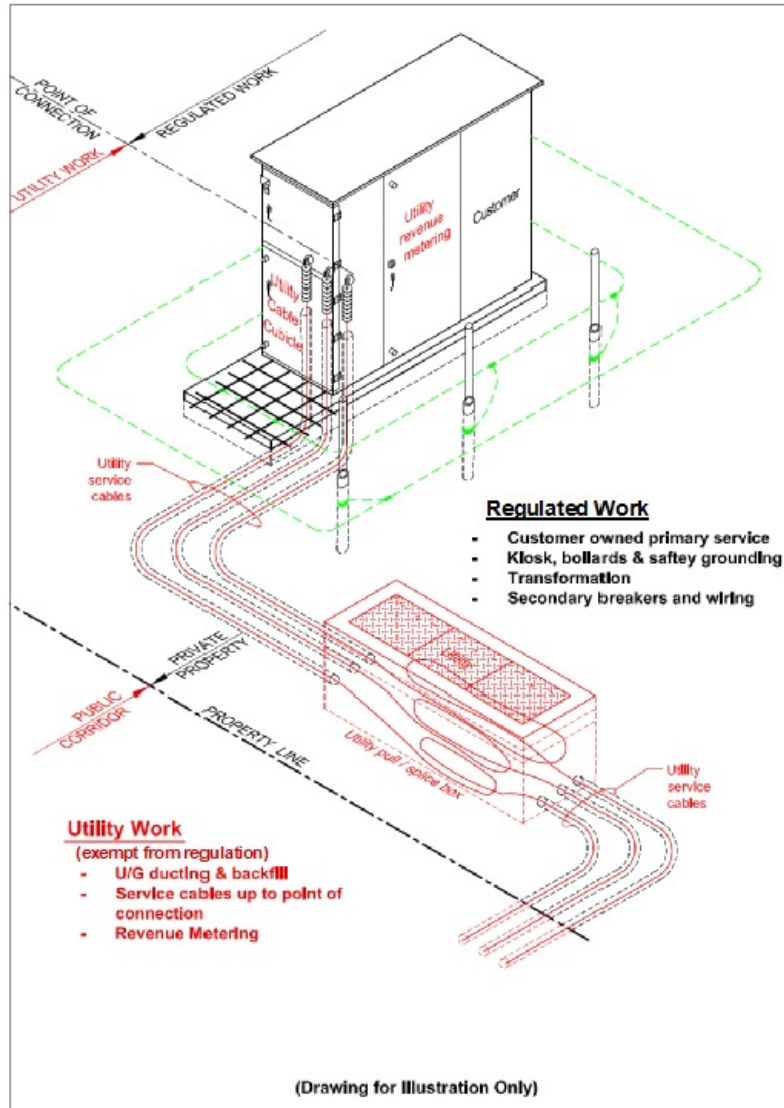 POINT OF
CONNECTION
REGULATED WORK
UTILITY WORK
Utility
revenue
metering
Customer
Utility
Cable
Cubicle
Utility
service
cables
Regulated Work
- Customer owned primary service
- Kiosk, bollards & saftey grounding
- Transformation
- Secondary breakers and wiring
PRIVATE
PROPERTY
PUBLIC
CORRIDOR
PROPERTY LINE
Utility
Utility pull / splice box
Utility
service
cables
Utility Work
(exempt from regulation)
- U/G ducting & backfill
- Service cables up to point of
connection
- Revenue Metering
(Drawing for Illustration Only)